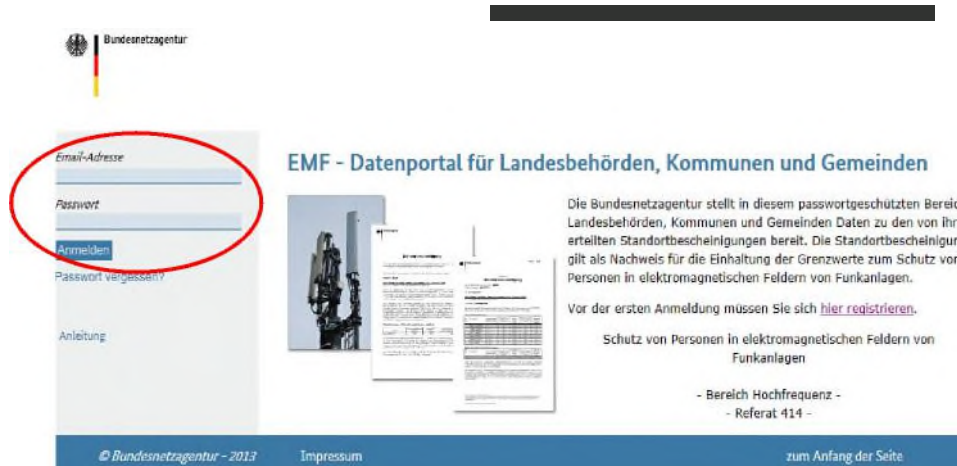 Bundesnetzagentur
Email-Adresse
Passwort
Anmelden
Passwort vergessen?
Anleitung
EMF - Datenportal für Landesbehörden, Kommunen und Gemeinden
Die Bundesnetzagentur stellt in diesem passwortgeschützten Bereic
Landesbehörden, Kommunen und Gemeinden Daten zu den von ihr
erteilten Standortbescheinigungen bereit. Die Standortbescheinigun
gilt als Nachweis für die Einhaltung der Grenzwerte zum Schutz vor
Personen in elektromagnetischen Feldern von Funkanlagen.
Vor der ersten Anmeldung müssen Sie sich hier registrieren.
Schutz von Personen in elektromagnetischen Feldern von
Funkanlagen
- Bereich Hochfrequenz -
- Referat 414 -
© Bundesnetzagentur - 2013
Impressum
zum Anfang der Seite